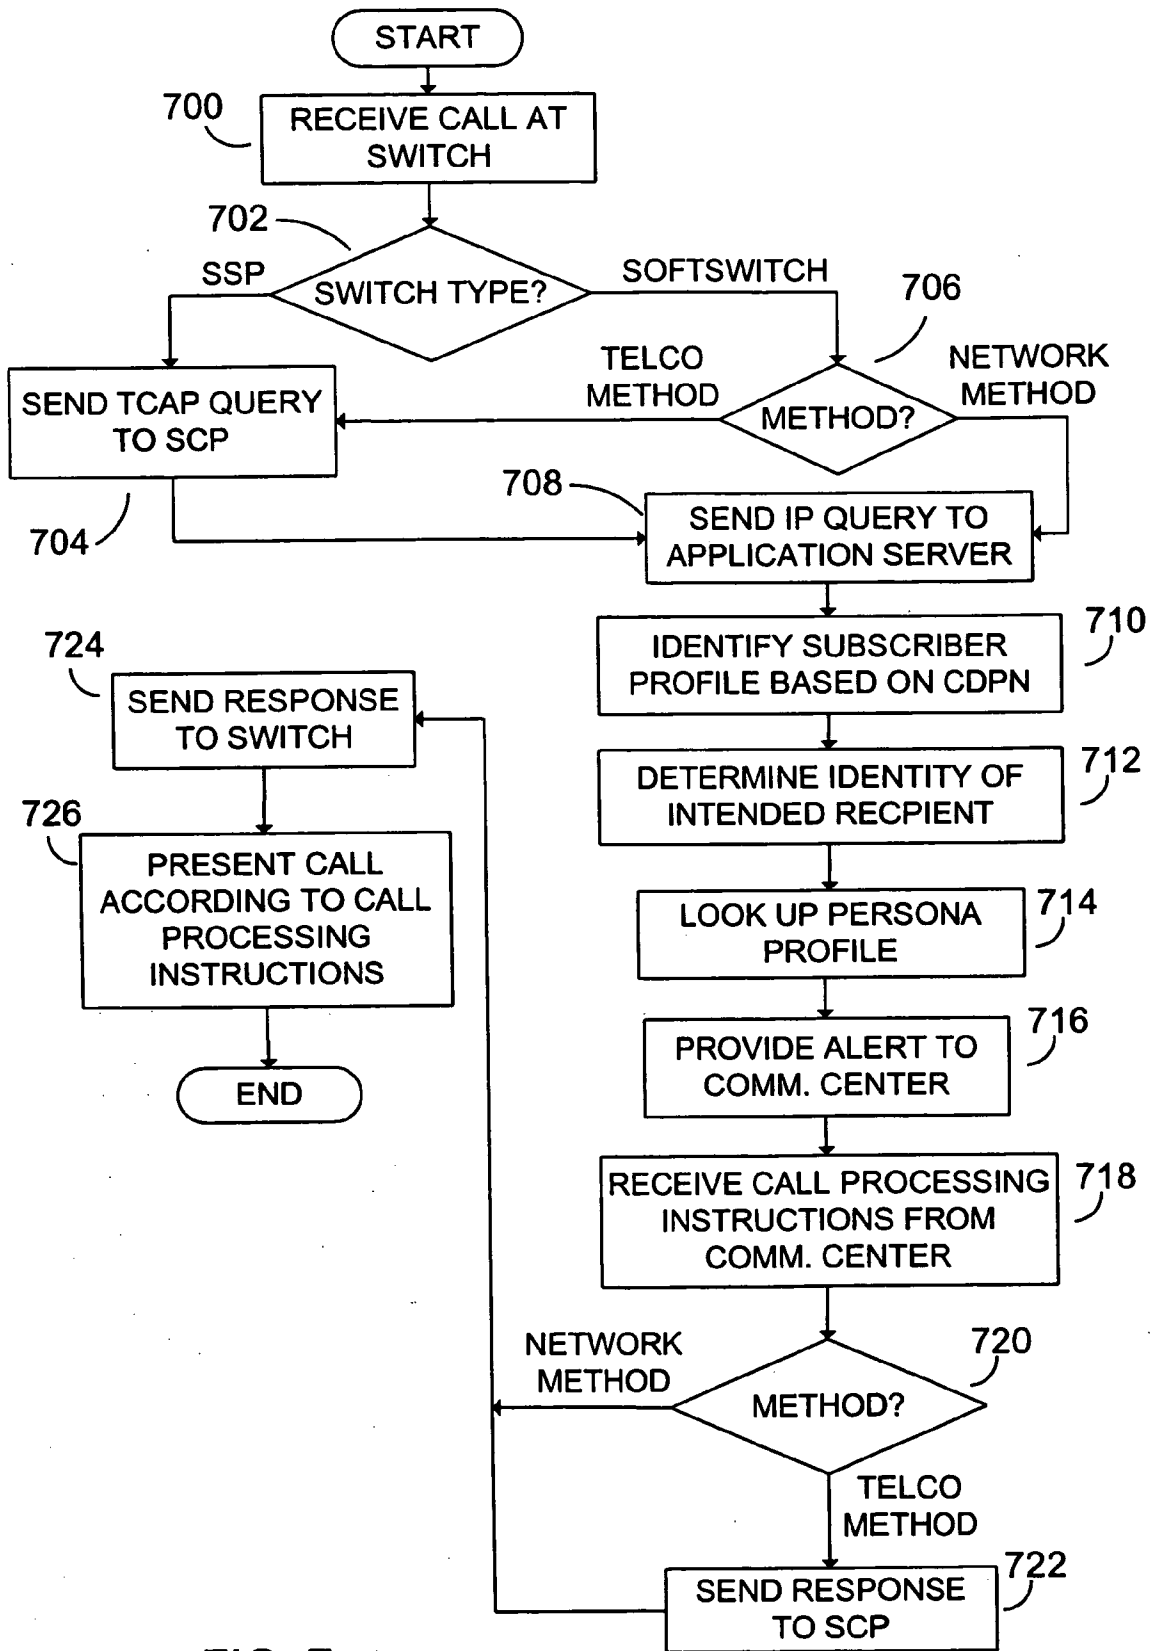 START
700
RECEIVE CALL AT
SWITCH
702
SSP
SWITCH TYPE?
SOFTSWITCH
706
TELCO
METHOD
NETWORK
METHOD
METHOD?
SEND TCAP QUERY
TO SCP
704
708
SEND IP QUERY TO
APPLICATION SERVER
710
IDENTIFY SUBSCRIBER
PROFILE BASED ON CDPN
724
SEND RESPONSE
TO SWITCH
712
DETERMINE IDENTITY OF
INTENDED RECPIENT
726
PRESENT CALL
ACCORDING TO CALL
PROCESSING
INSTRUCTIONS
714
LOOK UP PERSONA
PROFILE
716
PROVIDE ALERT TO
COMM. CENTER
END
718
RECEIVE CALL PROCESSING
INSTRUCTIONS FROM
COMM. CENTER
720
NETWORK
METHOD
METHOD?
TELCO
METHOD
722
SEND RESPONSE
TO SCP